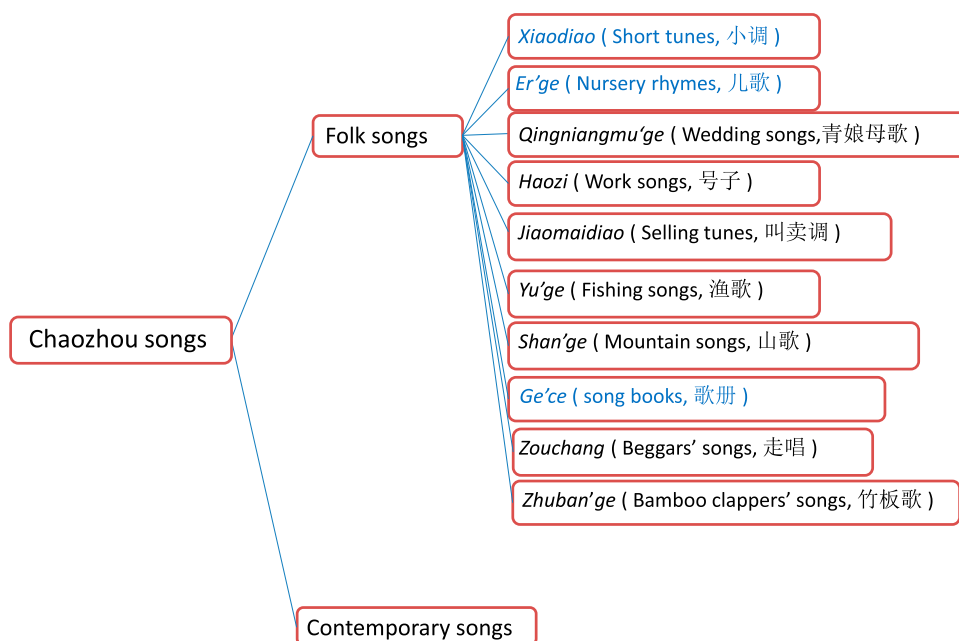 Xiaodiao ( Short tunes, 小调 )
Er’ge ( Nursery rhymes, 儿歌 )
Folk songs
Qingniangmu‘ge ( Wedding songs,青娘母歌 )
Haozi ( Work songs, 号子 )
Jiaomaidiao ( Selling tunes, 叫卖调 )
Yu’ge ( Fishing songs, 渔歌 )
Chaozhou songs
Shan’ge ( Mountain songs, 山歌 )
Ge’ce ( song books, 歌册 )
Zouchang ( Beggars’ songs, 走唱 )
Zhuban’ge ( Bamboo clappers’ songs, 竹板歌 )
Contemporary songs